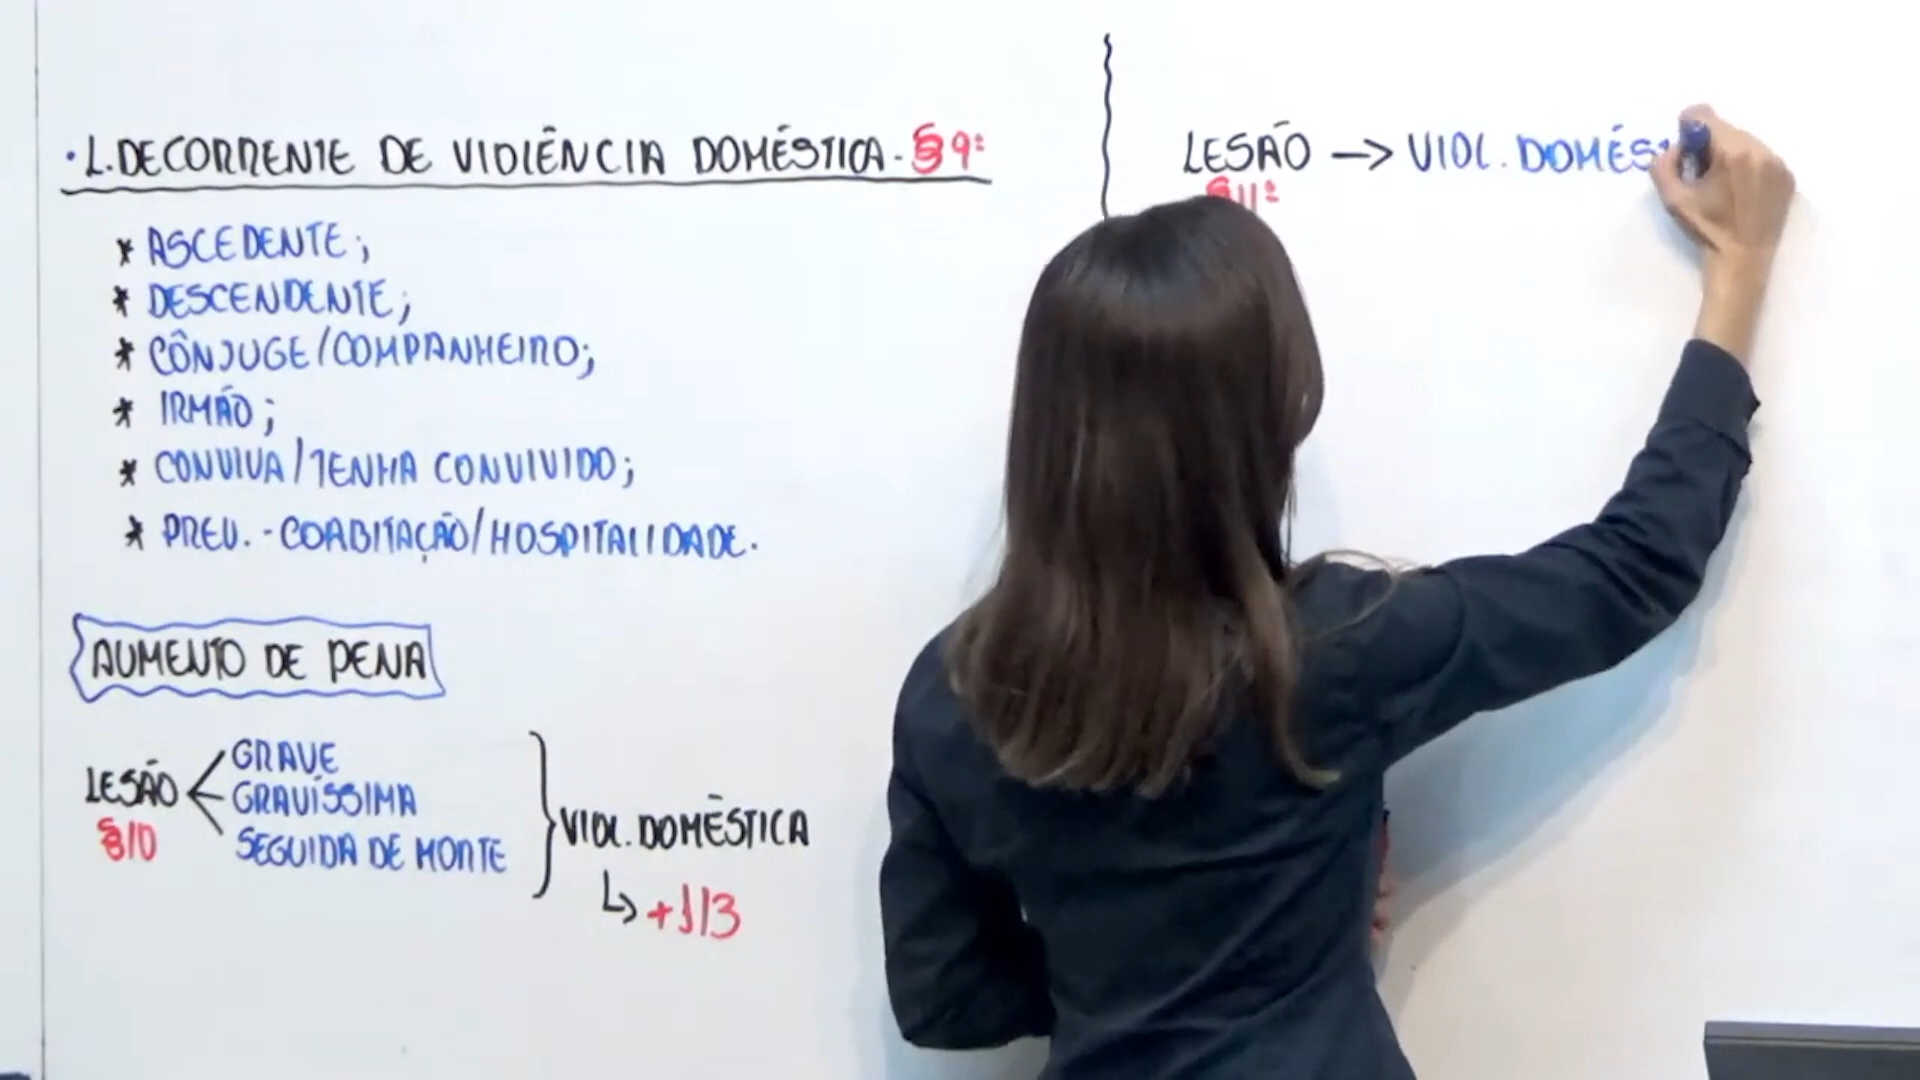 · L. DECORRENTE DE VIOLÊNCIA DOMÉSTICA - § 9º
* ASCEDENTE;
* DESCENDENTE;
* CÔNJUGE/COMPANHEIRO;
* IRMÃO;
* CONVIVA/TENHA CONVIVIDO;
* PREV. - COABITAÇÃO/HOSPITALIDADE.
AUMENTO DE PENA
LESÃO
§10
GRAVE
GRAVÍSSIMA
SEGUIDA DE MORTE
VIOL. DOMÉSTICA
↳ +1/3
LESÃO → VIOL. DOMÉS
§11º